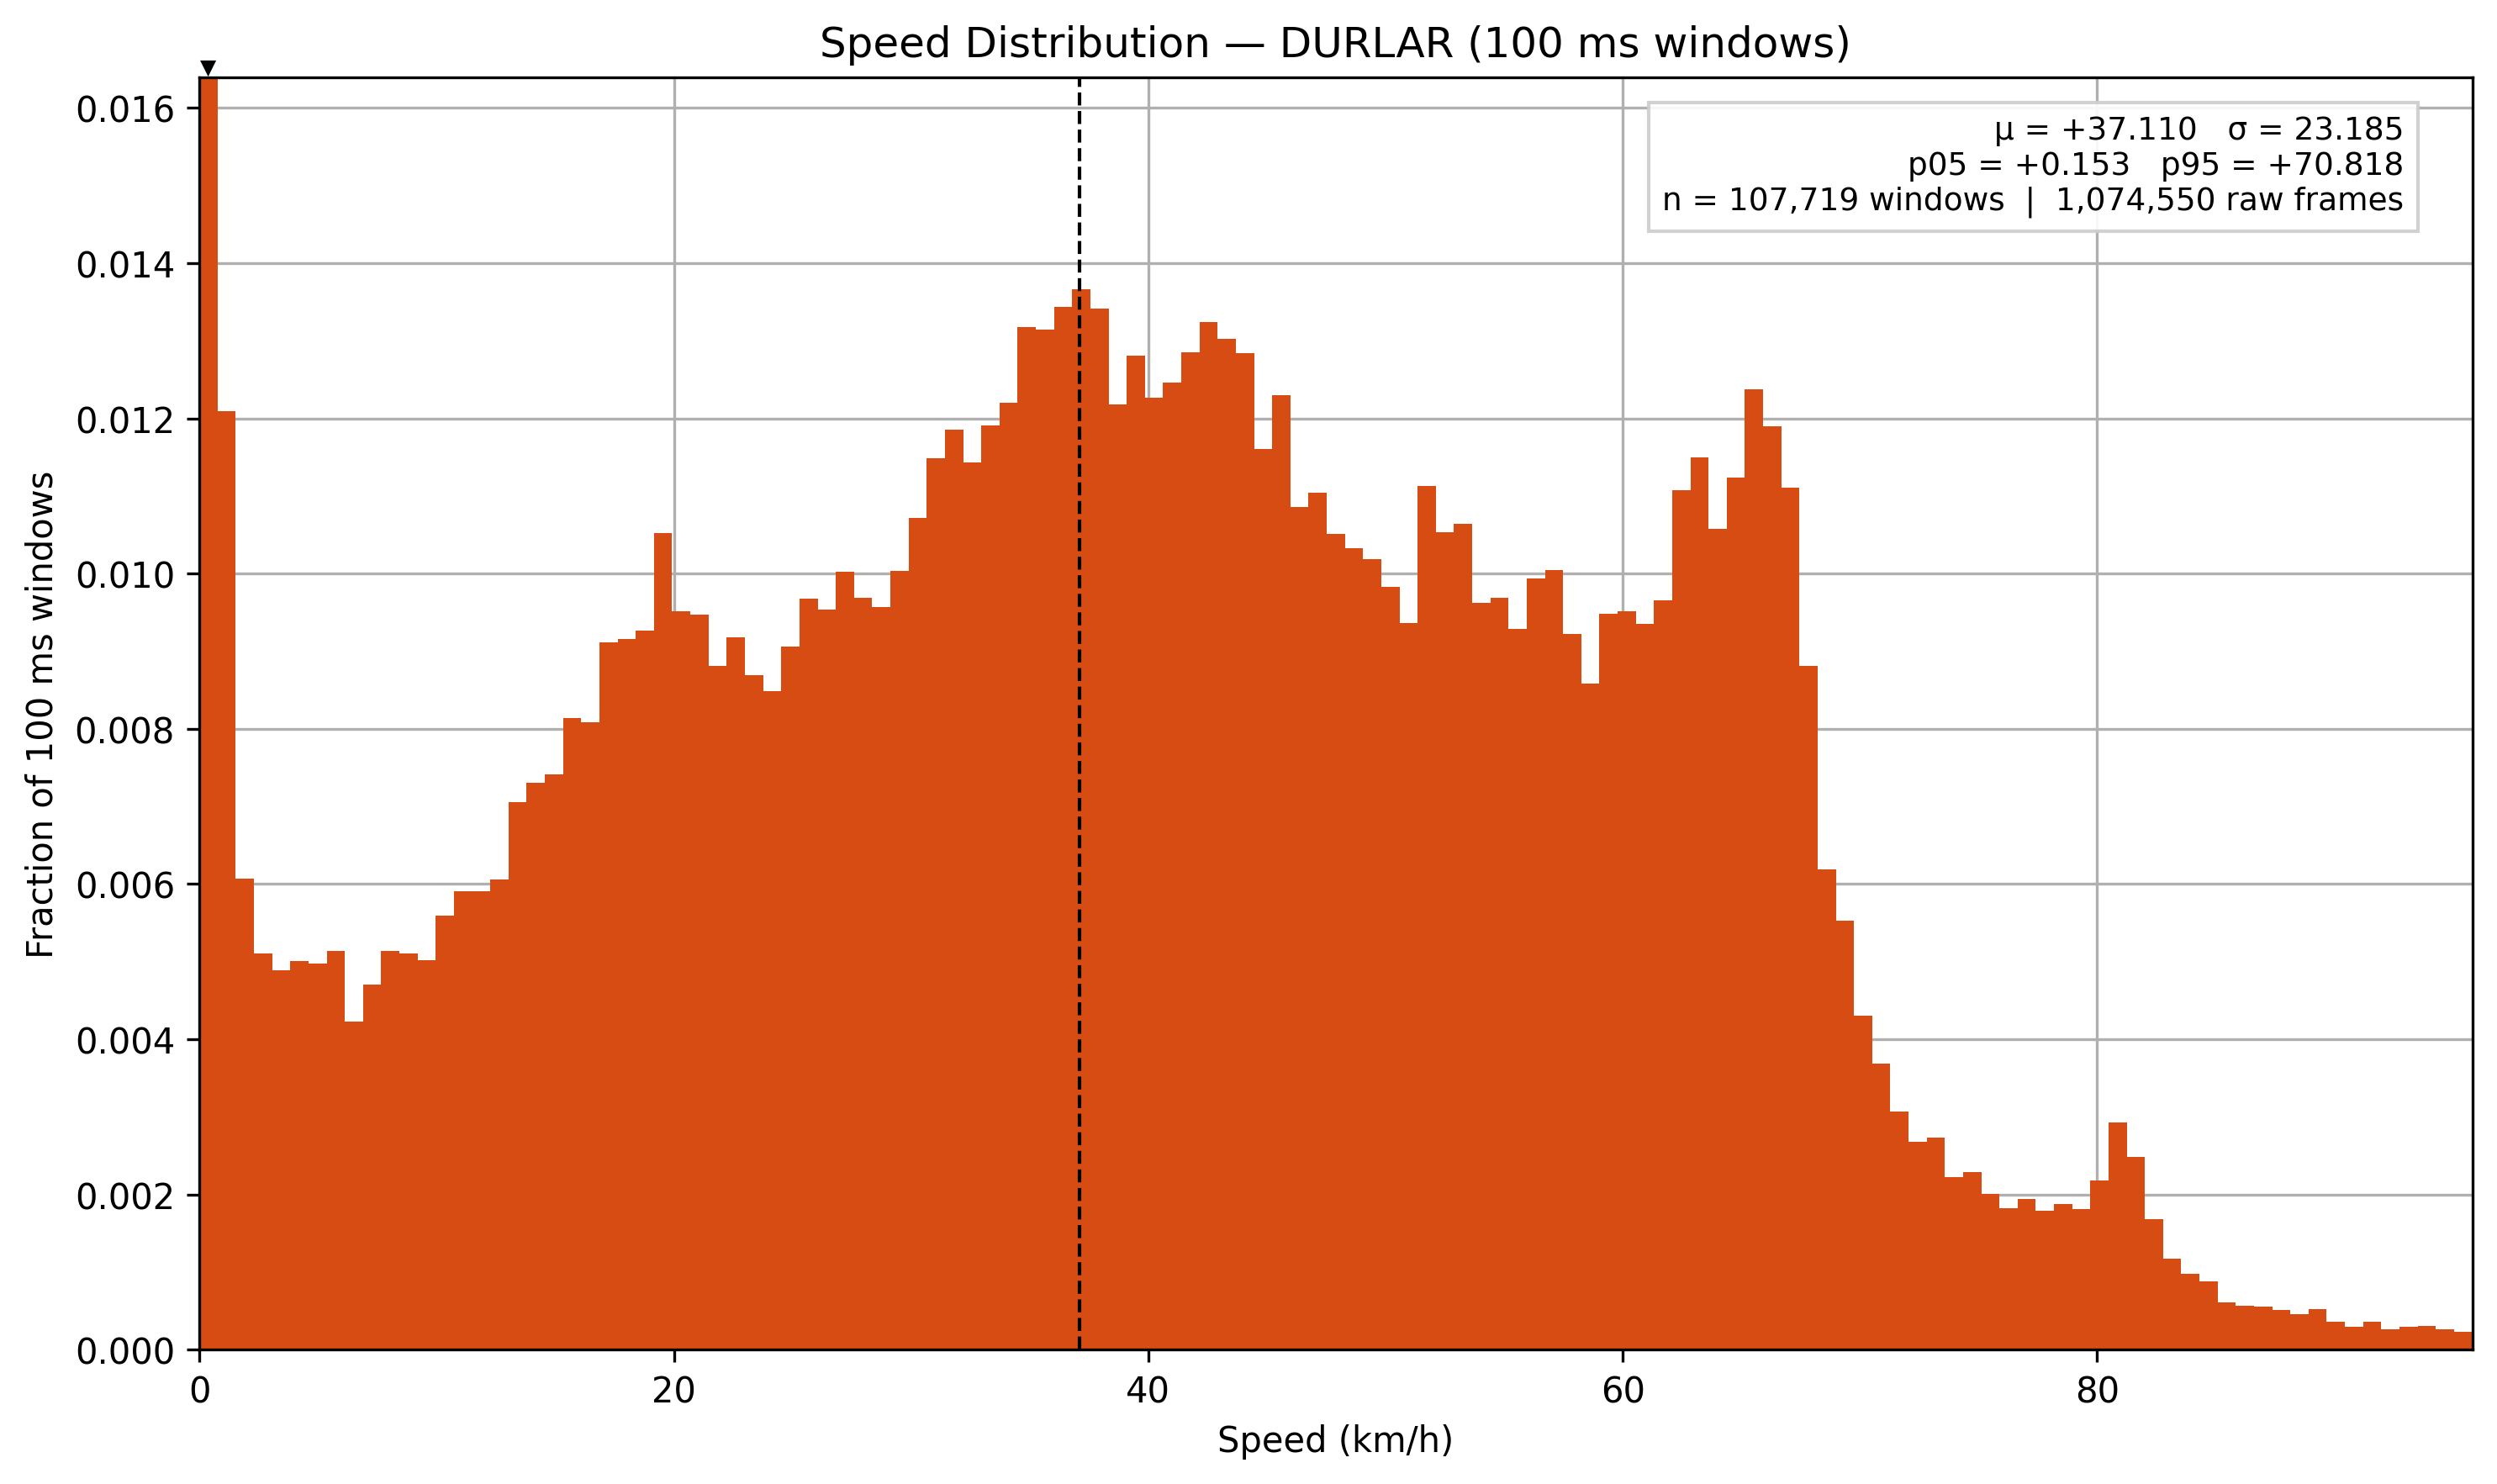 Speed Distribution — DURLAR (100 ms windows)
μ = +37.110   σ = 23.185
p05 = +0.153   p95 = +70.818
n = 107,719 windows  |  1,074,550 raw frames
Fraction of 100 ms windows
0.016
0.014
0.012
0.010
0.008
0.006
0.004
0.002
0.000
0
20
40
60
80
Speed (km/h)